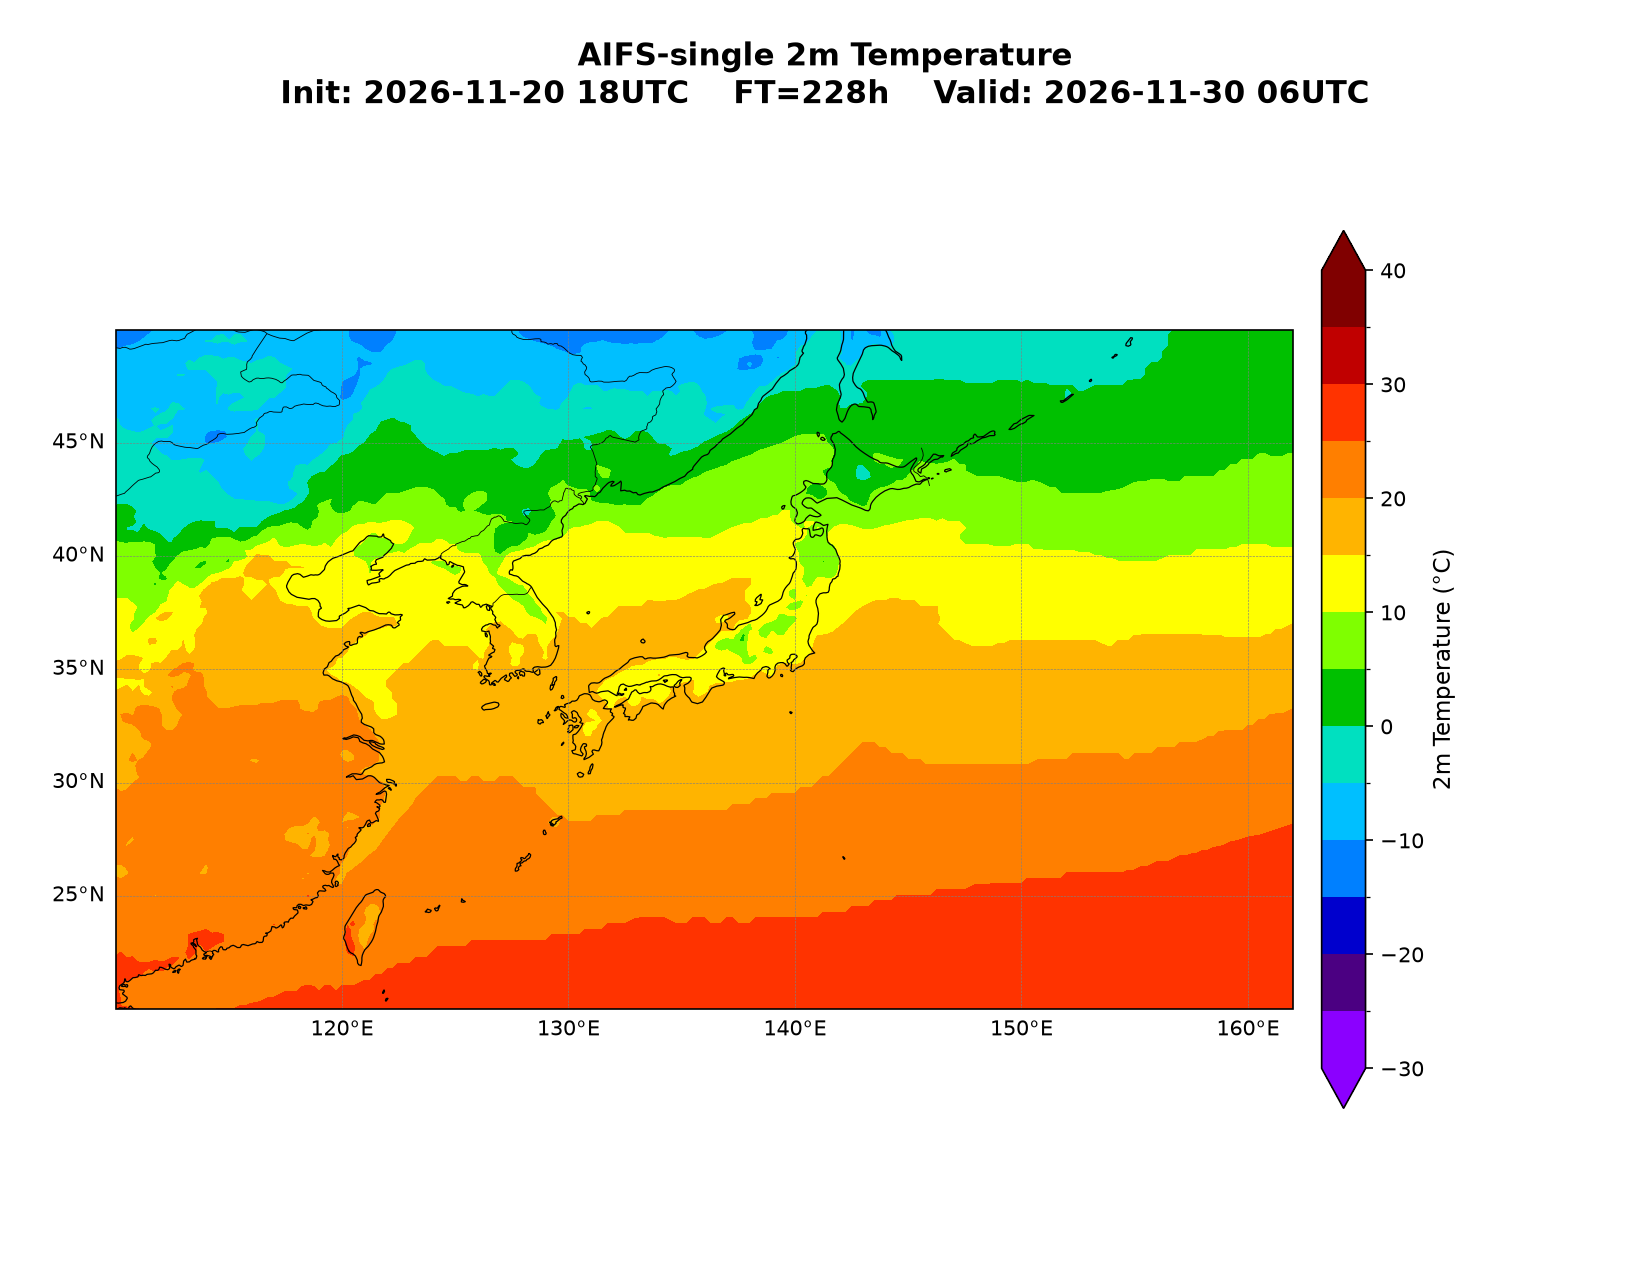 AIFS-single 2m Temperature
Init: 2026-11-20 18UTC    FT=228h    Valid: 2026-11-30 06UTC
45°N
40°N
35°N
30°N
25°N
120°E
130°E
140°E
150°E
160°E
40
30
20
10
0
−10
−20
−30
2m Temperature (°C)